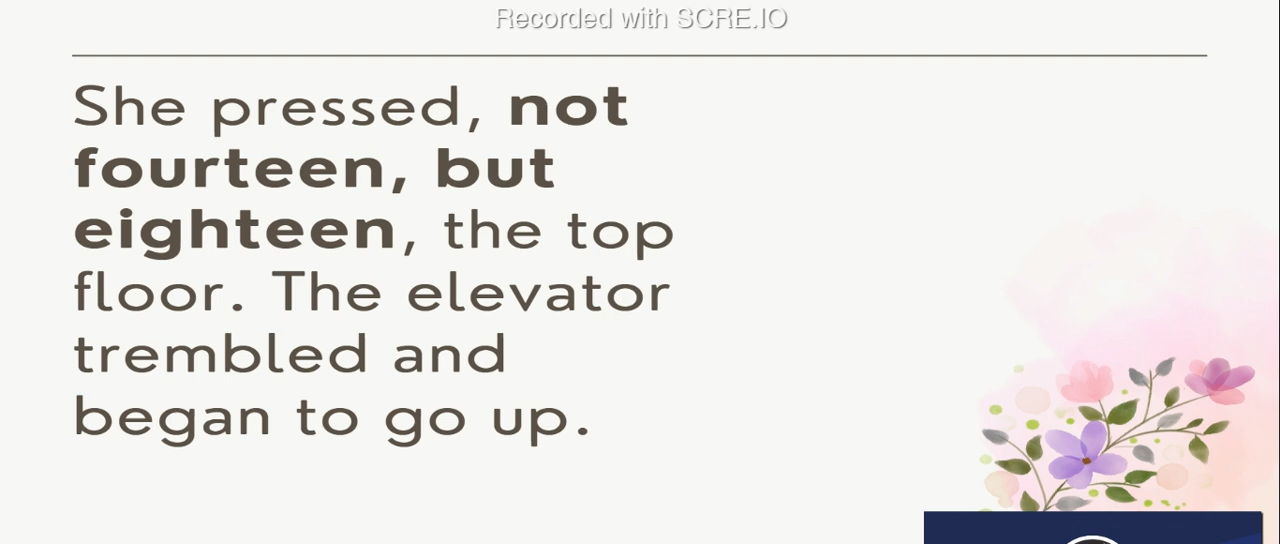 Recorded with SCRE.IO
She pressed, not
fourteen, but
eighteen, the top
floor. The elevator
trembled and
began to go up.